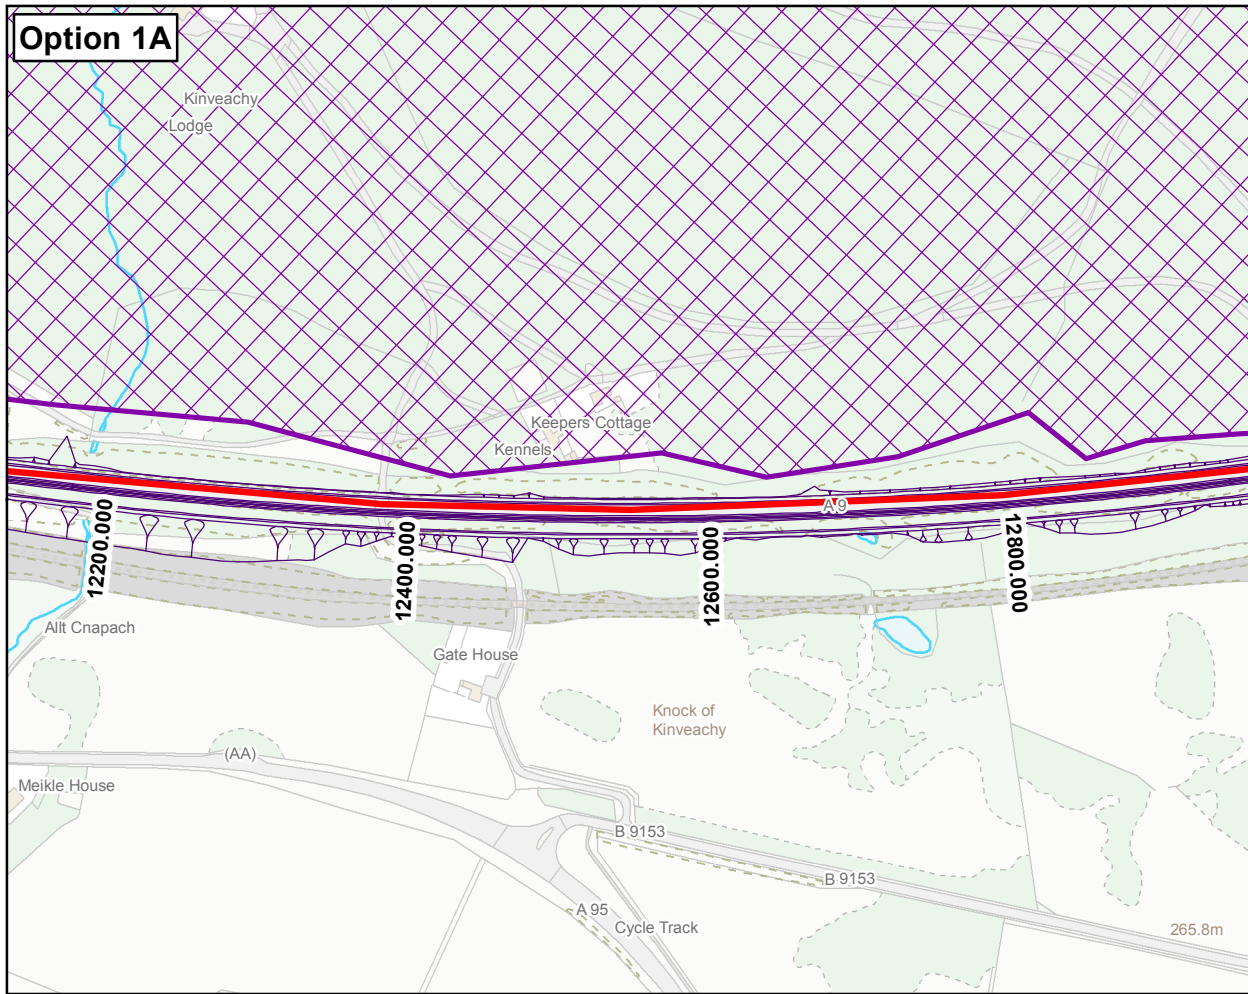 Option 1A
Kinveachy
Lodge
Keepers Cottage
Kennels
A 9
12200.000
12400.000
12600.000
12800.000
Allt Cnapach
Gate House
Knock of
Kinveachy
(AA)
Meikle House
B 9153
B 9153
A 95
Cycle Track
265.8m